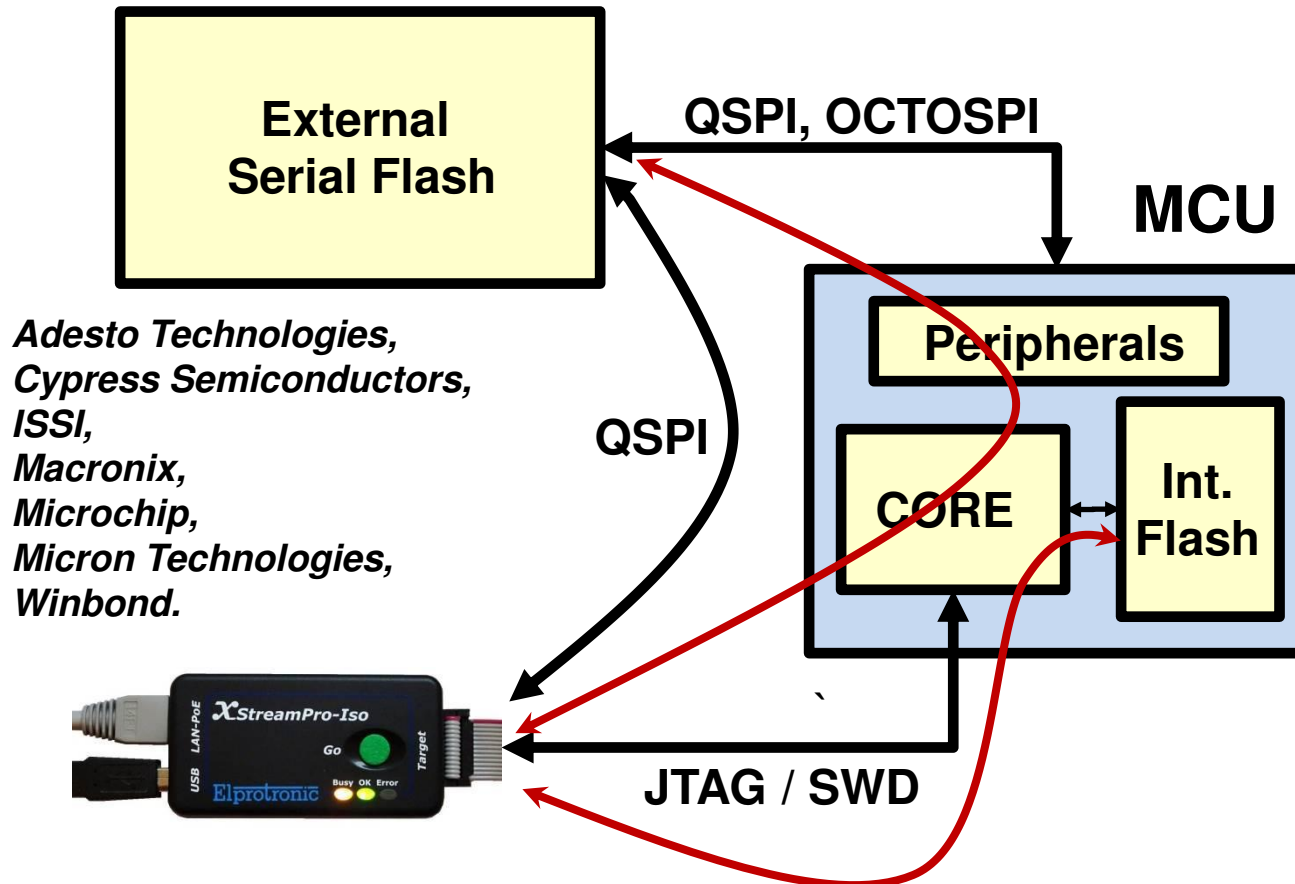 External
Serial Flash
QSPI, OCTOSPI
MCU
Peripherals
Adesto Technologies,
Cypress Semiconductors,
ISSI,
Macronix,
Microchip,
Micron Technologies,
Winbond.
QSPI
CORE
Int.
Flash
`
JTAG / SWD
USB LAN-PoE
XStreamPro-Iso
Go
Target
Busy OK Error
Elprotronic